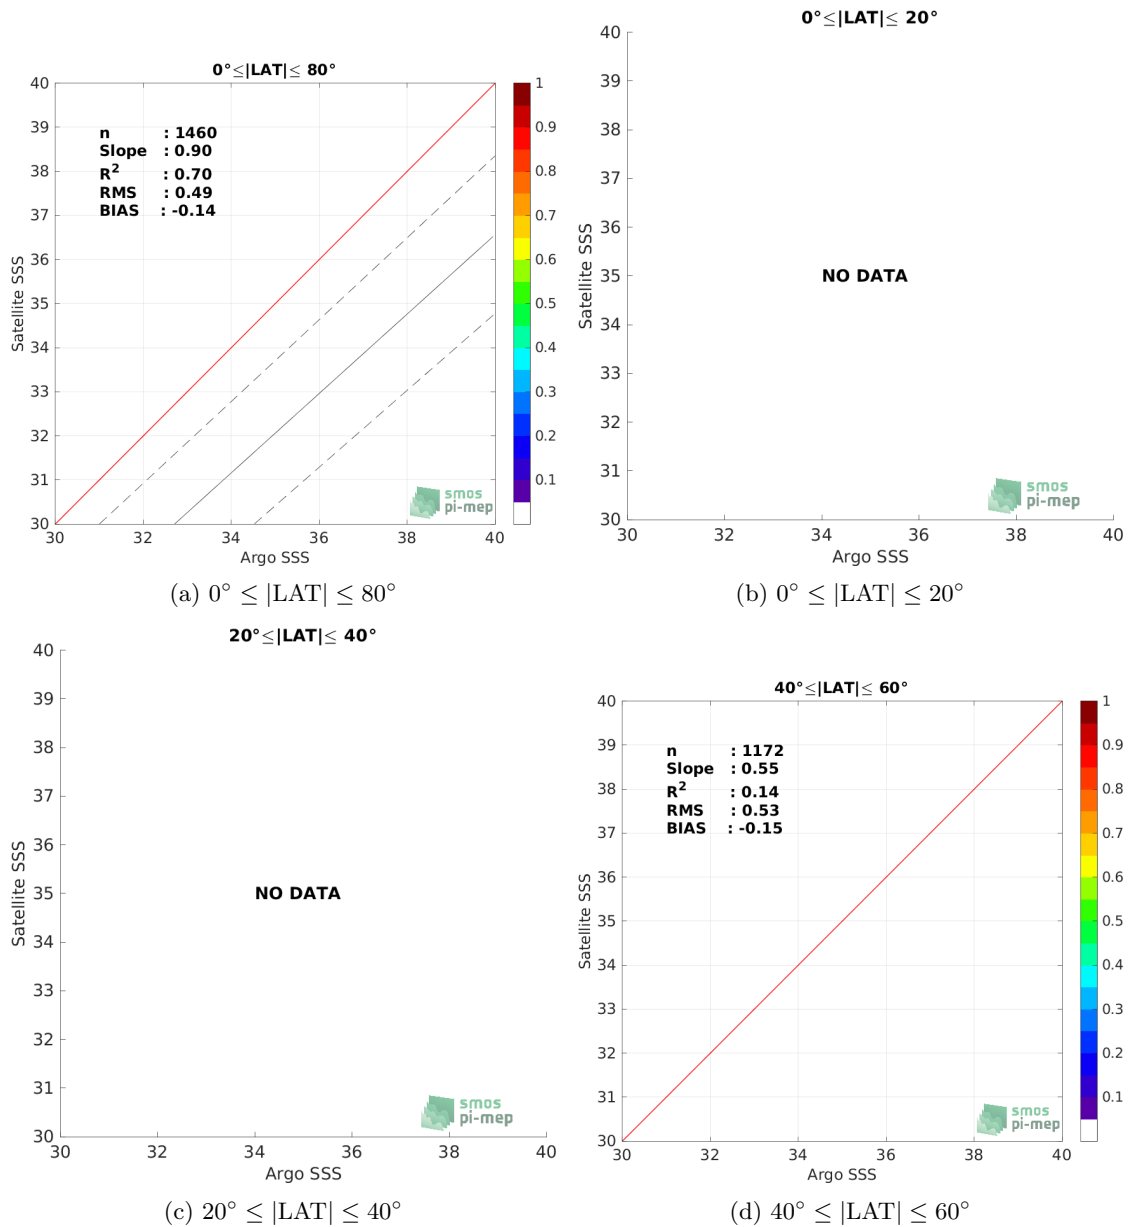 0°≤|LAT|≤ 80°
40
39
38
37
36
35
34
33
32
31
30
Satellite SSS
n : 1460
Slope : 0.90
R² : 0.70
RMS : 0.49
BIAS : -0.14
smos
pi-mep
30 32 34 36 38 40
Argo SSS
1
0.9
0.8
0.7
0.6
0.5
0.4
0.3
0.2
0.1
(a) 0° ≤ |LAT| ≤ 80°
0°≤|LAT|≤ 20°
40
39
38
37
36
35
34
33
32
31
30
Satellite SSS
NO DATA
smos
pi-mep
30 32 34 36 38 40
Argo SSS
(b) 0° ≤ |LAT| ≤ 20°
20°≤|LAT|≤ 40°
40
39
38
37
36
35
34
33
32
31
30
Satellite SSS
NO DATA
smos
pi-mep
30 32 34 36 38 40
Argo SSS
(c) 20° ≤ |LAT| ≤ 40°
40°≤|LAT|≤ 60°
40
39
38
37
36
35
34
33
32
31
30
Satellite SSS
n : 1172
Slope : 0.55
R² : 0.14
RMS : 0.53
BIAS : -0.15
smos
pi-mep
30 32 34 36 38 40
Argo SSS
1
0.9
0.8
0.7
0.6
0.5
0.4
0.3
0.2
0.1
(d) 40° ≤ |LAT| ≤ 60°